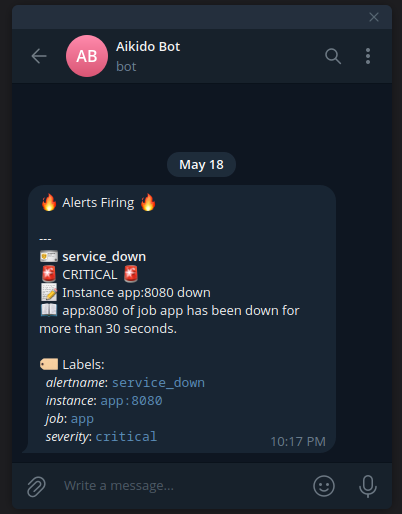 Aikido Bot
AB
bot
May 18
🔥 Alerts Firing 🔥
---
🪪 service_down
🚨 CRITICAL 🚨
📝 Instance app:8080 down
📖 app:8080 of job app has been down for
more than 30 seconds.
🏷️ Labels:
alertname: service_down
instance: app:8080
job: app
severity: critical
10:17 PM
Write a message...